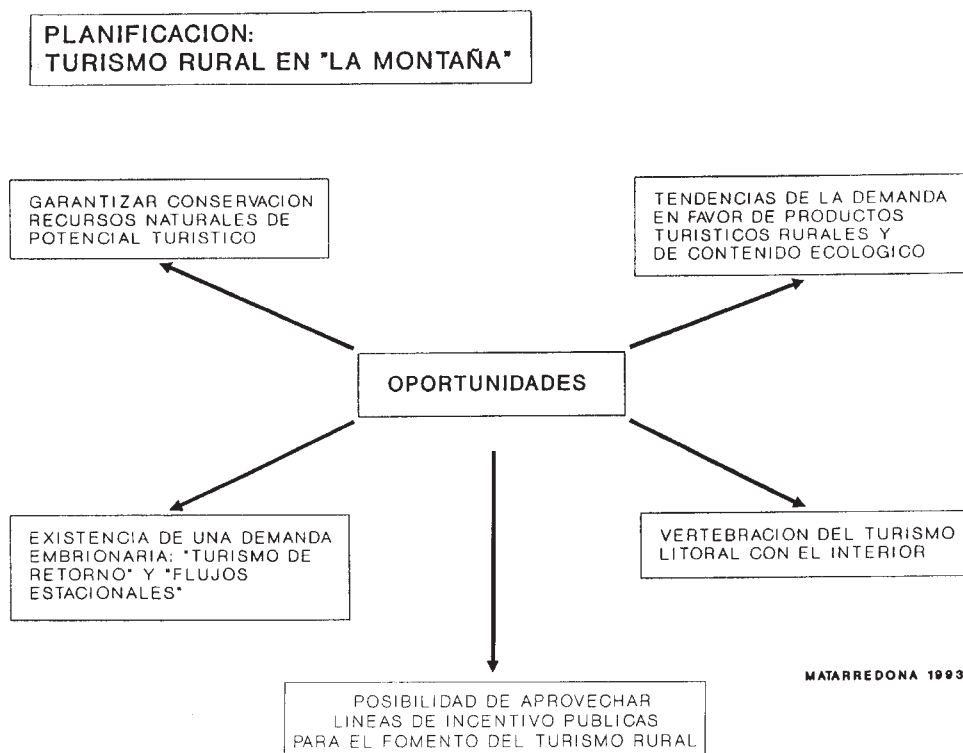 PLANIFICACION:
TURISMO RURAL EN "LA MONTAÑA"
GARANTIZAR CONSERVACION
RECURSOS NATURALES DE
POTENCIAL TURISTICO
TENDENCIAS DE LA DEMANDA
EN FAVOR DE PRODUCTOS
TURISTICOS RURALES Y
DE CONTENIDO ECOLOGICO
OPORTUNIDADES
EXISTENCIA DE UNA DEMANDA
EMBRIONARIA: "TURISMO DE
RETORNO" Y "FLUJOS
ESTACIONALES"
VERTEBRACION DEL TURISMO
LITORAL CON EL INTERIOR
POSIBILIDAD DE APROVECHAR
LINEAS DE INCENTIVO PUBLICAS
PARA EL FOMENTO DEL TURISMO RURAL
MATARREDONA 1993